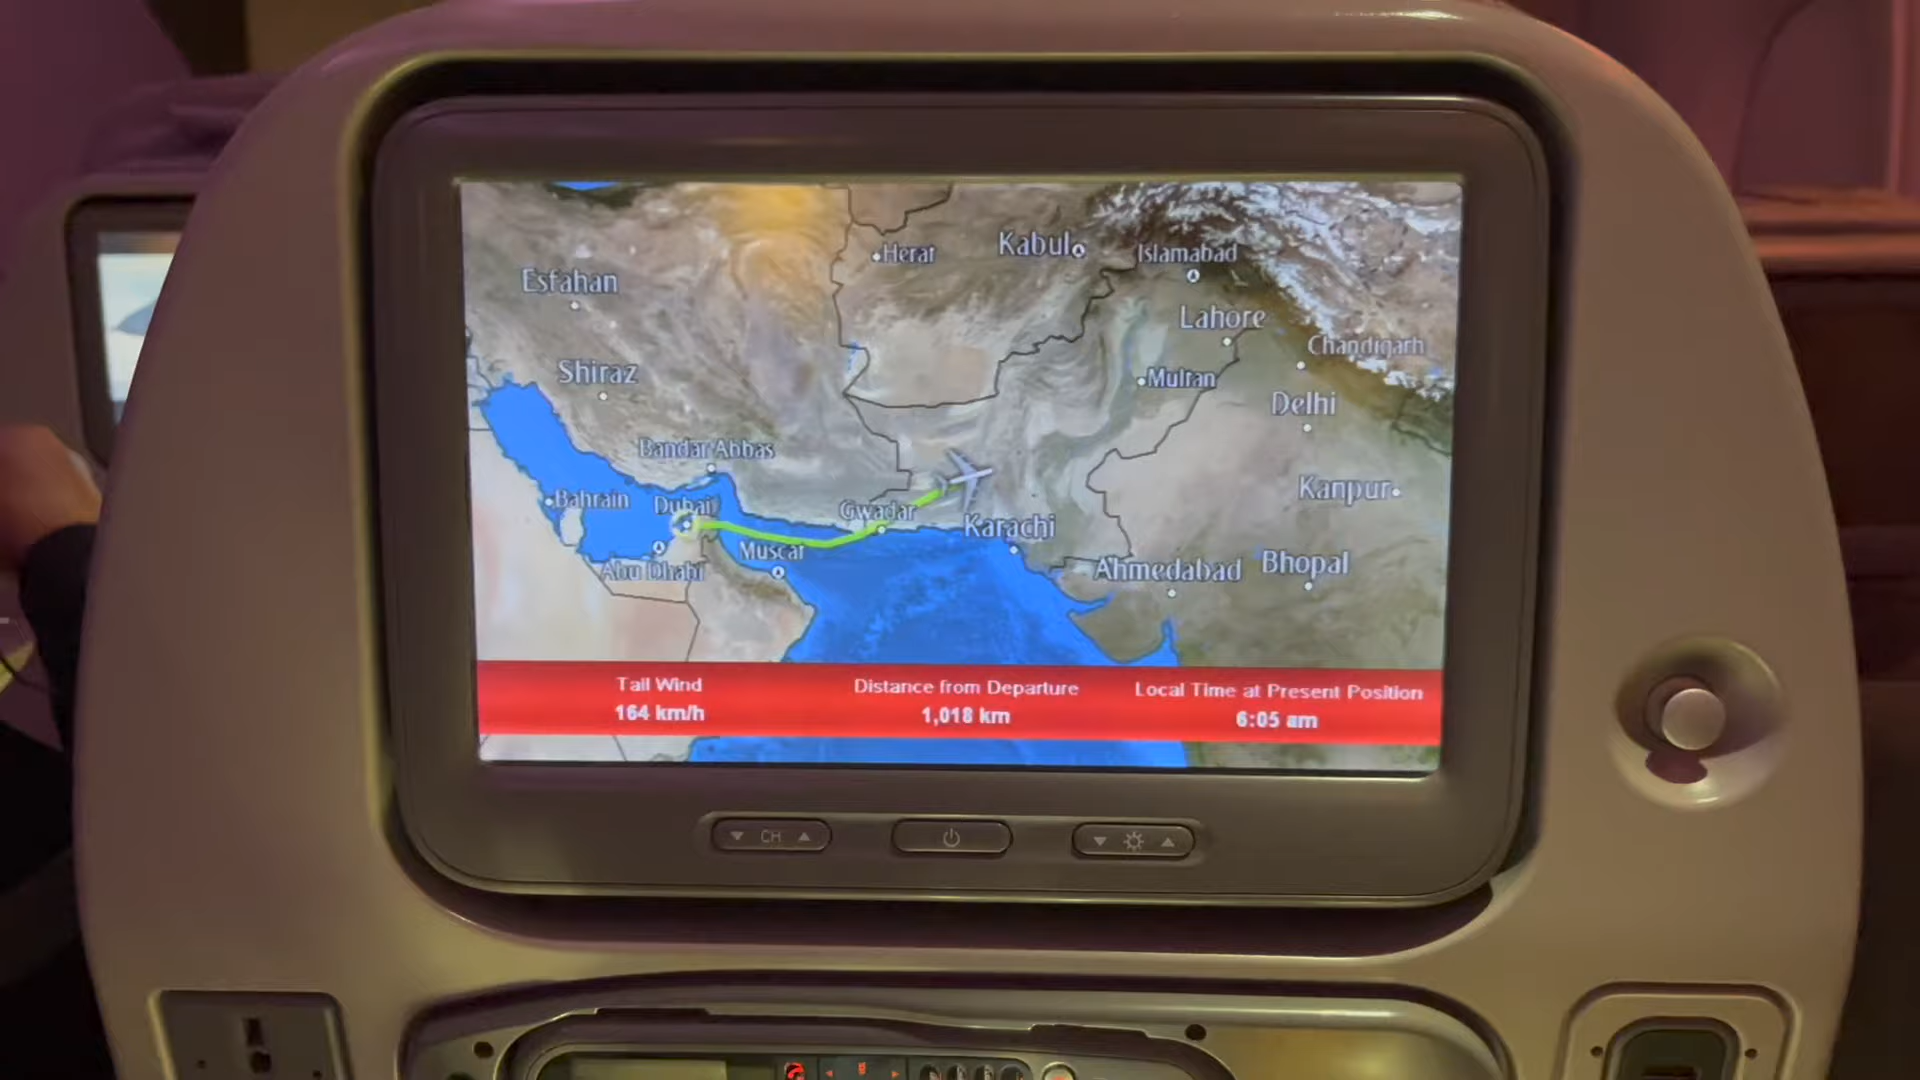 Herat
Kabul
Islamabad
Esfahan
Lahore
Chandigarh
Shiraz
Multan
Delhi
Bandar Abbas
Bahrain
Dubai
Gwadar
Kanpur
Karachi
Muscat
Abu Dhabi
Ahmedabad
Bhopal
Tail Wind
164 km/h
Distance from Departure
1,018 km
Local Time at Present Position
6:05 am
CH